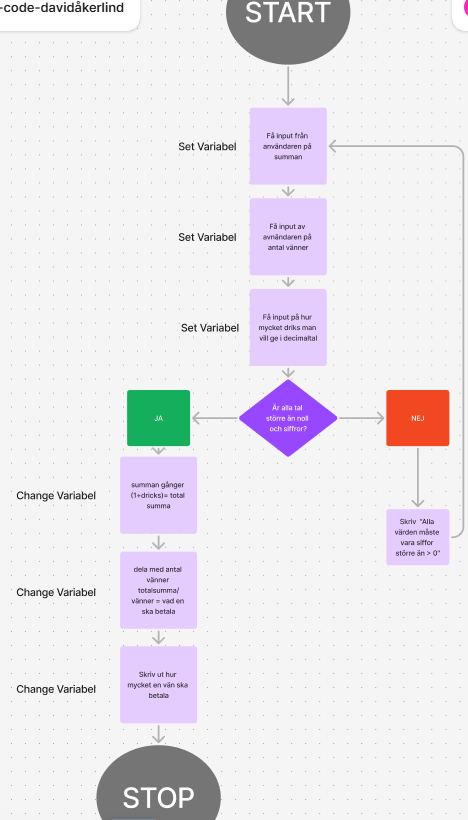 -code-davidåkerlind
START
Set Variabel
Få input från
användaren på
summan
Set Variabel
Få input av
avnändaren på
antal vänner
Set Variabel
Få input på hur
mycket driks man
vill ge i decimaltal
Är alla tal
större än noll
och siffror?
JA
NEJ
Change Variabel
summan gånger
(1+dricks)= total
summa
Skriv "Alla
värden måste
vara siffor
större än > 0"
Change Variabel
dela med antal
vänner
totalsumma/
vänner = vad en
ska betala
Change Variabel
Skriv ut hur
mycket en vän ska
betala
STOP